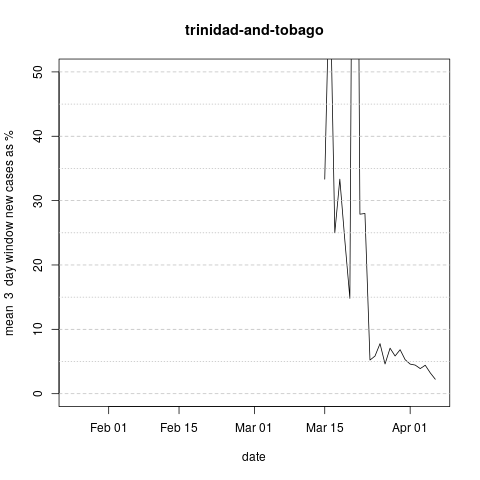 trinidad-and-tobago
mean  3  day window new cases as %
50
40
30
20
10
0
Feb 01
Feb 15
Mar 01
Mar 15
Apr 01
date